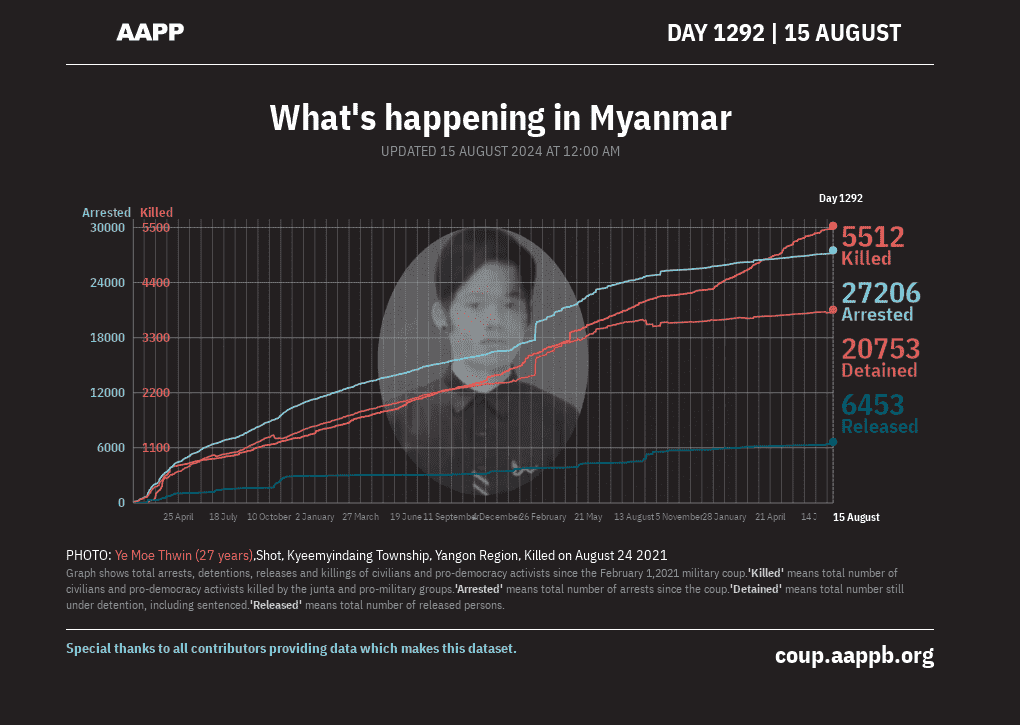 AAPP
DAY 1292 | 15 AUGUST
What's happening in Myanmar
UPDATED 15 AUGUST 2024 AT 12:00 AM
Day 1292
Arrested Killed
30000 5500
24000 4400
18000 3300
12000 2200
6000 1100
0
5512
Killed
27206
Arrested
20753
Detained
6453
Released
25 April 18 July 10 October 2 January 27 March 19 June 11 September 4 December 26 February 21 May 13 August 5 November 28 January 21 April 14 15 August
PHOTO: Ye Moe Thwin (27 years),Shot, Kyeemyindaing Township, Yangon Region, Killed on August 24 2021
Graph shows total arrests, detentions, releases and killings of civilians and pro-democracy activists since the February 1,2021 military coup.'Killed' means total number of
civilians and pro-democracy activists killed by the junta and pro-military groups.'Arrested' means total number of arrests since the coup.'Detained' means total number still
under detention, including sentenced.'Released' means total number of released persons.
Special thanks to all contributors providing data which makes this dataset.
coup.aappb.org